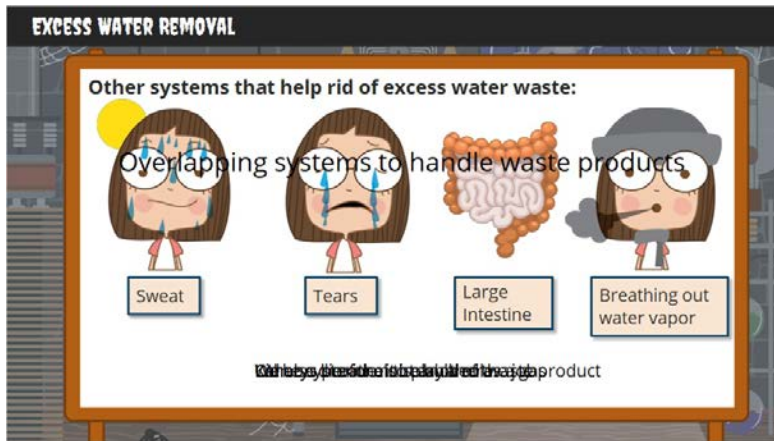 EXCESS WATER REMOVAL
Other systems that help rid of excess water waste:
Overlapping systems to handle waste products
Sweat
Tears
Large
Intestine
Breathing out
water vapor
product